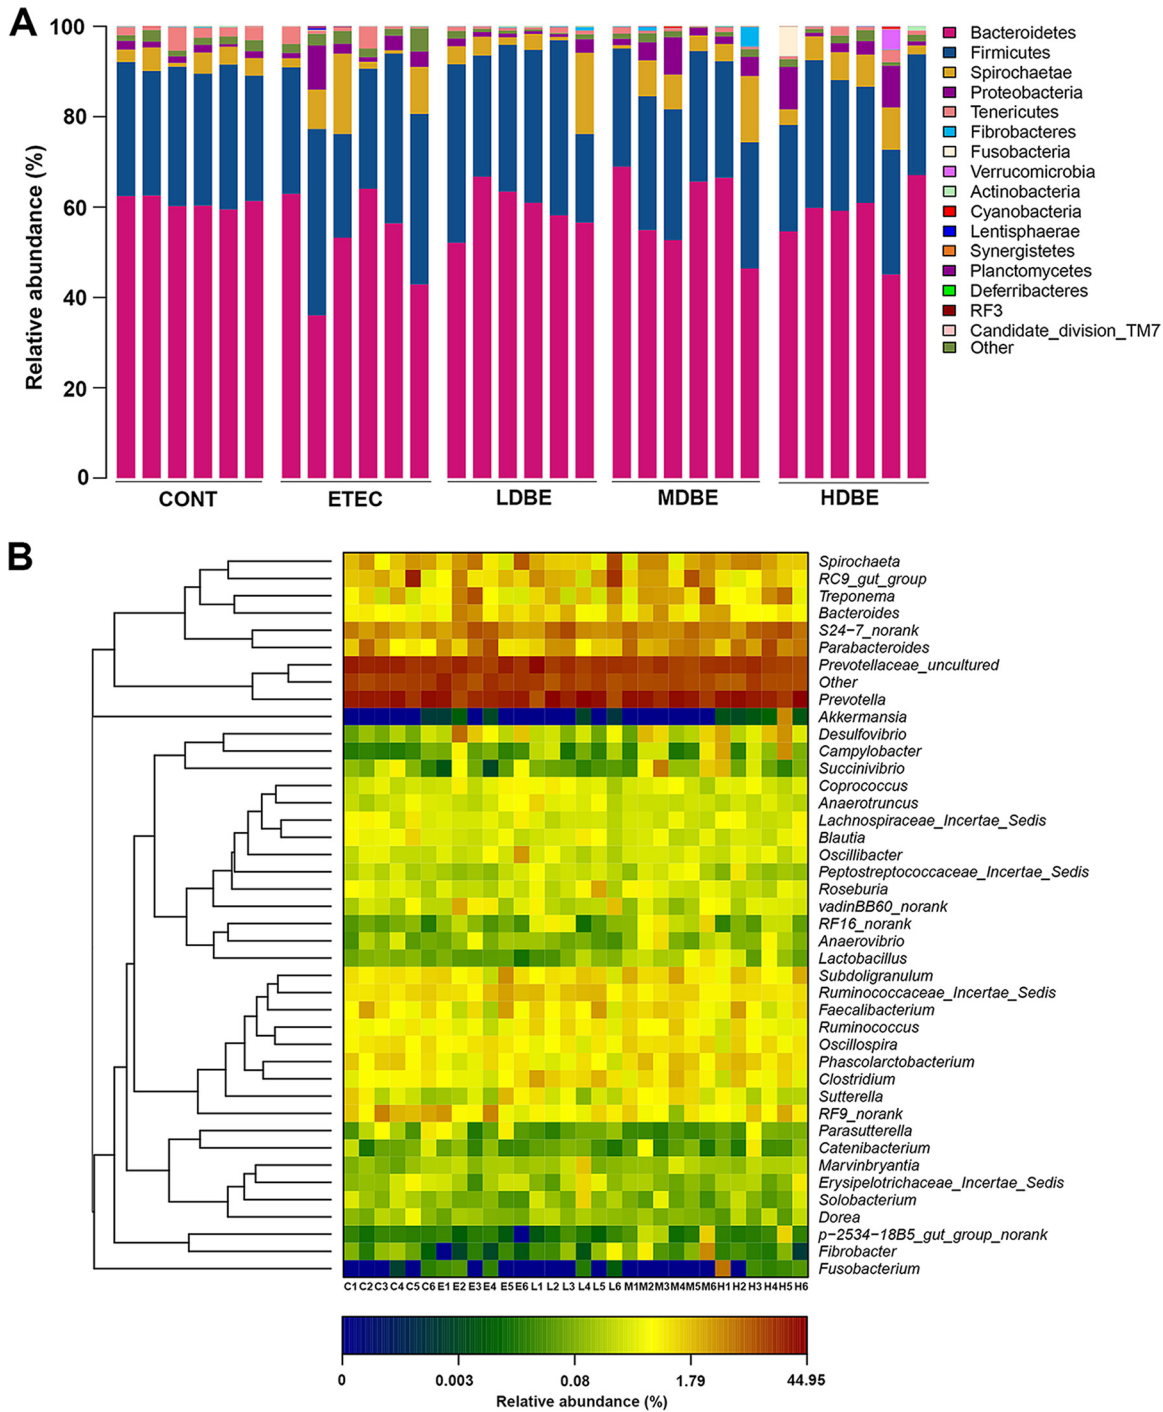 A
Relative abundance (%)
100
80
60
40
20
0
CONT
ETEC
LDBE
MDBE
HDBE
Bacteroidetes
Firmicutes
Spirochaetae
Proteobacteria
Tenericutes
Fibrobacteres
Fusobacteria
Verrucomicrobia
Actinobacteria
Cyanobacteria
Lentisphaerae
Synergistetes
Planctomycetes
Deferribacteres
RF3
Candidate_division_TM7
Other
B
Spirochaeta
RC9_gut_group
Treponema
Bacteroides
S24−7_norank
Parabacteroides
Prevotellaceae_uncultured
Other
Prevotella
Akkermansia
Desulfovibrio
Campylobacter
Succinivibrio
Coprococcus
Anaerotruncus
Lachnospiraceae_Incertae_Sedis
Blautia
Oscillibacter
Peptostreptococcaceae_Incertae_Sedis
Roseburia
vadinBB60_norank
RF16_norank
Anaerovibrio
Lactobacillus
Subdoligranulum
Ruminococcaceae_Incertae_Sedis
Faecalibacterium
Ruminococcus
Oscillospira
Phascolarctobacterium
Clostridium
Sutterella
RF9_norank
Parasutterella
Catenibacterium
Marvinbryantia
Erysipelotrichaceae_Incertae_Sedis
Solobacterium
Dorea
p−2534−18B5_gut_group_norank
Fibrobacter
Fusobacterium
C1 C2 C3 C4 C5 C6 E1 E2 E3 E4 E5 E6 L1 L2 L3 L4 L5 L6 M1 M2 M3 M4 M5 M6 H1 H2 H3 H4 H5 H6
0 0.003 0.08 1.79 44.95
Relative abundance (%)